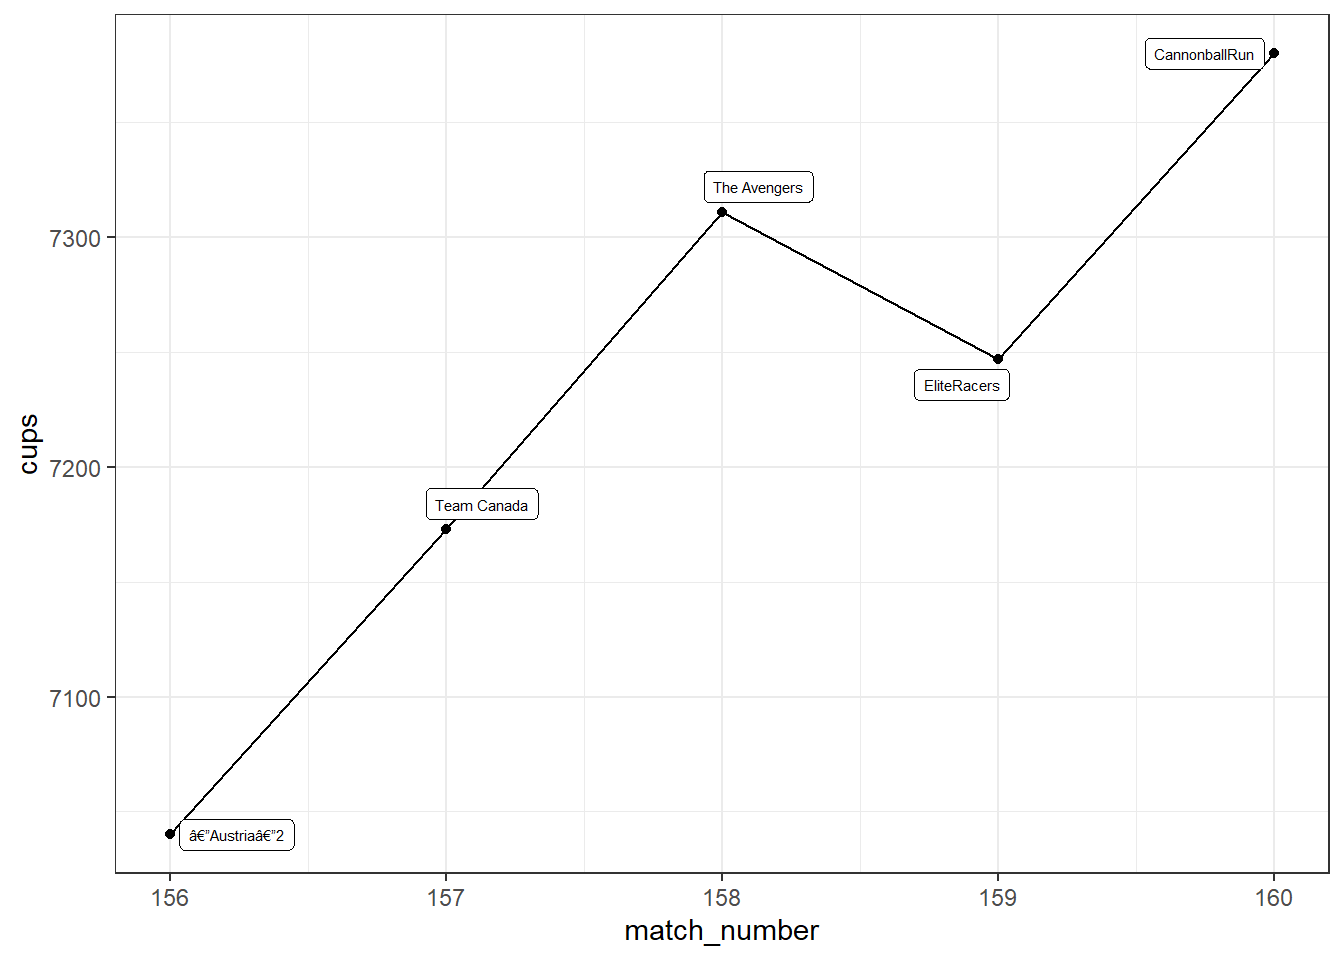 CannonballRun
The Avengers
7300
EliteRacers
cups
7200
Team Canada
7100
â€”Austriaâ€”2
156 157 158 159 160
match_number